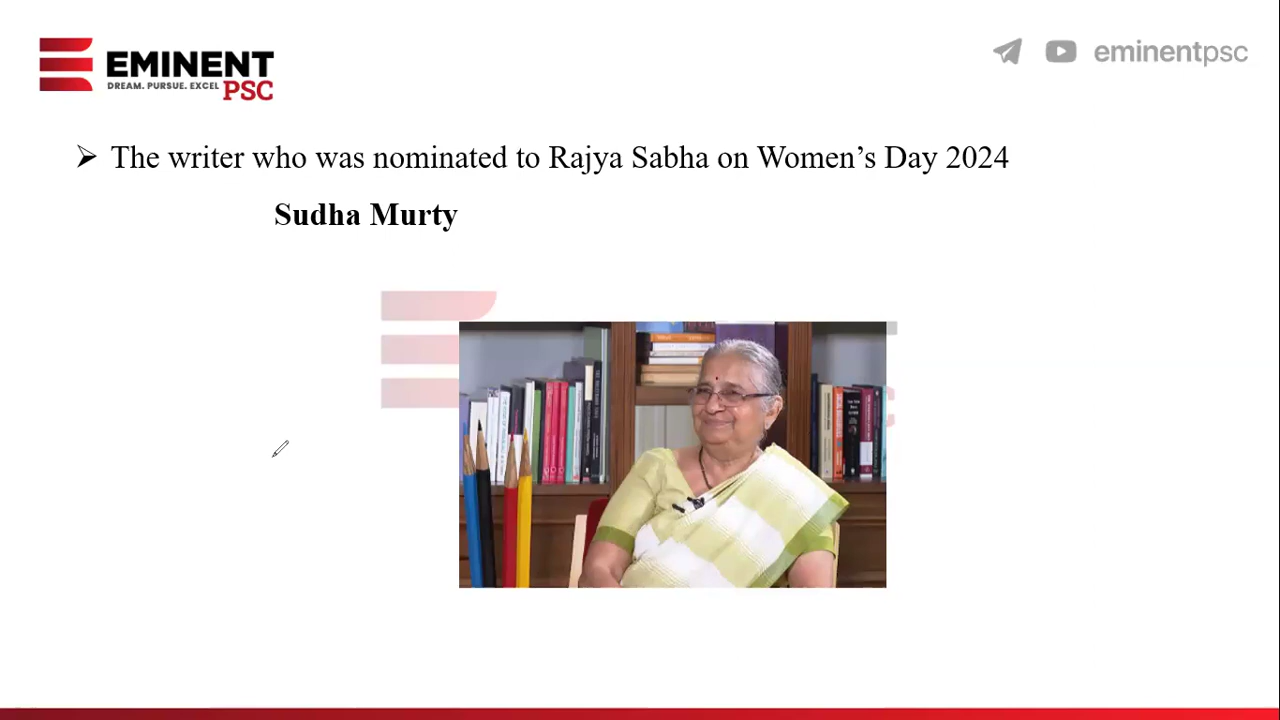 EMINENT
DREAM. PURSUE. EXCEL PSC
eminentpsc
➢ The writer who was nominated to Rajya Sabha on Women’s Day 2024
Sudha Murty